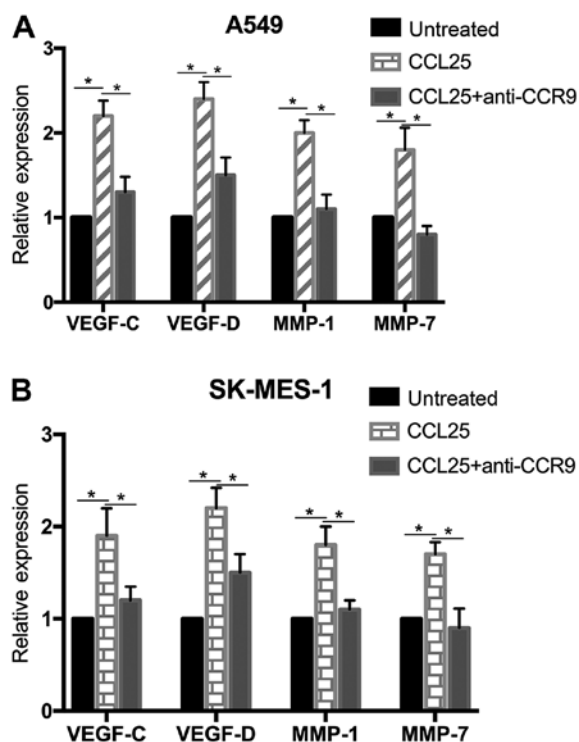 A
A549
Untreated
CCL25
CCL25+anti-CCR9
Relative expression
3
2
1
0
* * * * * * * *
VEGF-C VEGF-D MMP-1 MMP-7
B
SK-MES-1
Untreated
CCL25
CCL25+anti-CCR9
Relative expression
3
2
1
0
* * * * * * * *
VEGF-C VEGF-D MMP-1 MMP-7